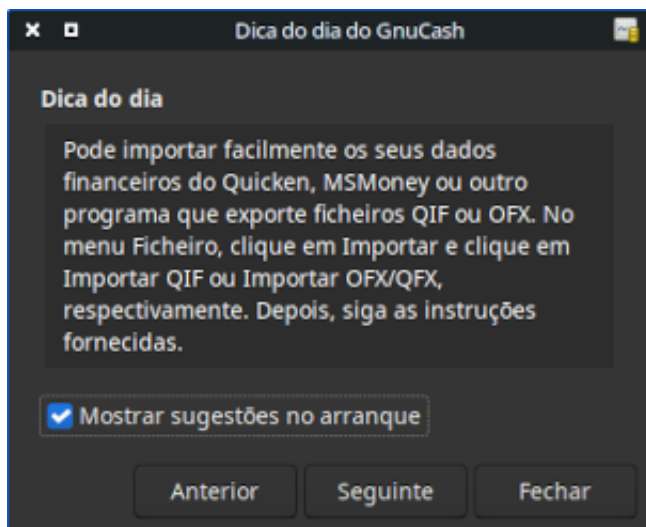 Dica do dia do GnuCash
Dica do dia
Pode importar facilmente os seus dados
financeiros do Quicken, MSMoney ou outro
programa que exporte ficheiros QIF ou OFX. No
menu Ficheiro, clique em Importar e clique em
Importar QIF ou Importar OFX/QFX,
respectivamente. Depois, siga as instruções
fornecidas.
Mostrar sugestões no arranque
Anterior Seguinte Fechar